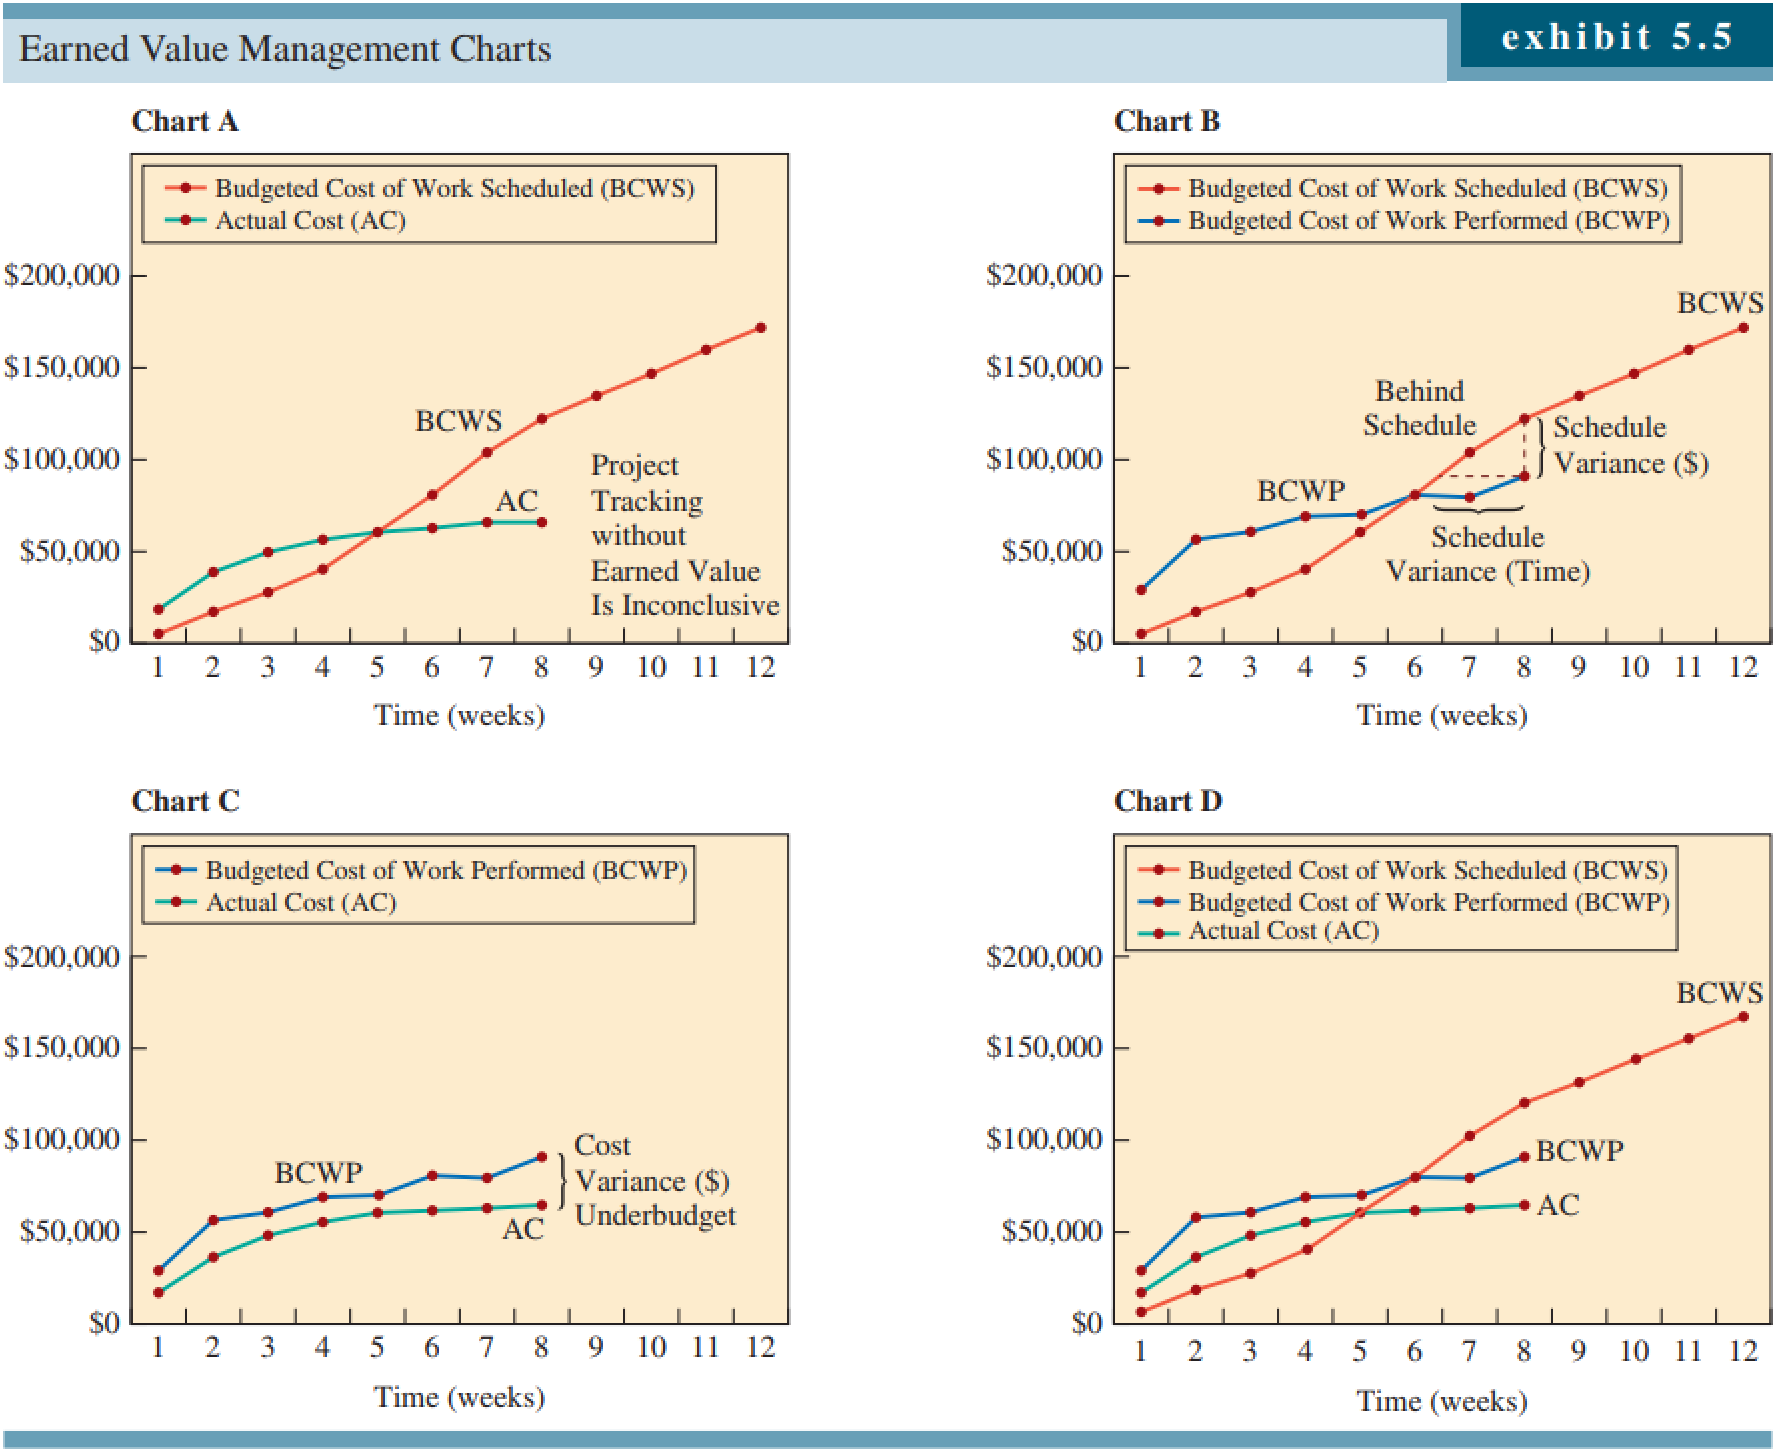 Earned Value Management Charts
exhibit 5.5
Chart A
Budgeted Cost of Work Scheduled (BCWS)
Actual Cost (AC)
$200,000
$150,000
$100,000
$50,000
$0
BCWS
AC
Project
Tracking
without
Earned Value
Is Inconclusive
1 2 3 4 5 6 7 8 9 10 11 12
Time (weeks)
Chart B
Budgeted Cost of Work Scheduled (BCWS)
Budgeted Cost of Work Performed (BCWP)
$200,000
$150,000
$100,000
$50,000
$0
BCWS
Behind
Schedule
Schedule
Variance ($)
BCWP
Schedule
Variance (Time)
1 2 3 4 5 6 7 8 9 10 11 12
Time (weeks)
Chart C
Budgeted Cost of Work Performed (BCWP)
Actual Cost (AC)
$200,000
$150,000
$100,000
$50,000
$0
BCWP
Cost
Variance ($)
Underbudget
AC
1 2 3 4 5 6 7 8 9 10 11 12
Time (weeks)
Chart D
Budgeted Cost of Work Scheduled (BCWS)
Budgeted Cost of Work Performed (BCWP)
Actual Cost (AC)
$200,000
$150,000
$100,000
$50,000
$0
BCWS
BCWP
AC
1 2 3 4 5 6 7 8 9 10 11 12
Time (weeks)